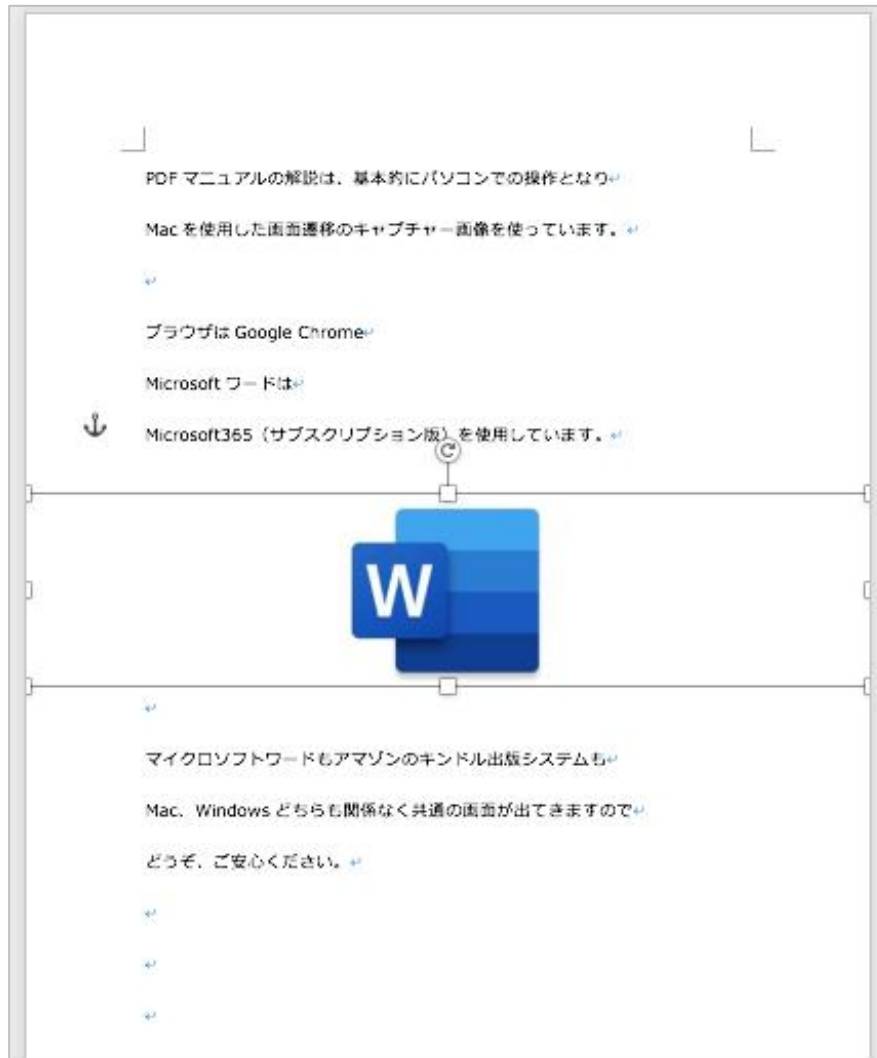 PDF マニュアルの解説は、基本的にパソコンでの操作となり
Mac を使用した画面遷移のキャプチャー画像を使っています。
ブラウザは Google Chrome
Microsoft ワードは
Microsoft365（サブスクリプション版）を使用しています。
W
マイクロソフトワードもアマゾンのキンドル出版システムも
Mac、Windows どちらも関係なく共通の画面が出てきますので
どうぞ、ご安心ください。